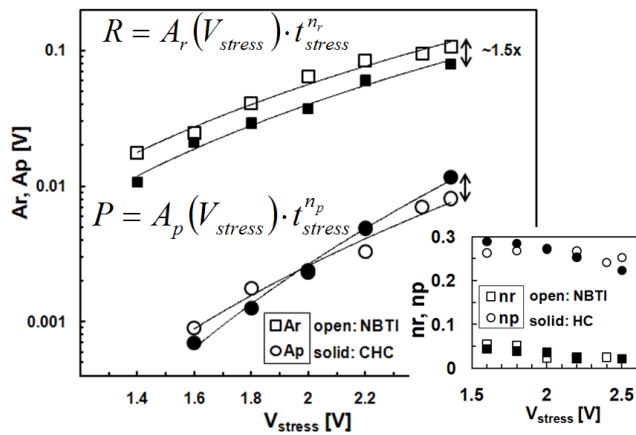 R = A_r(V_stress)·t_stress^n_r
0.1
~1.5x
Ar, Ap [V]
0.01
P = A_p(V_stress)·t_stress^n_p
0.001
Ar open: NBTI
Ap solid: CHC
1.4 1.6 1.8 2.0 2.2
V_stress [V]
0.3
0.2
nr, np
nr open: NBTI
np solid: HC
0.1
0
1.5 2 2.5
V_stress [V]